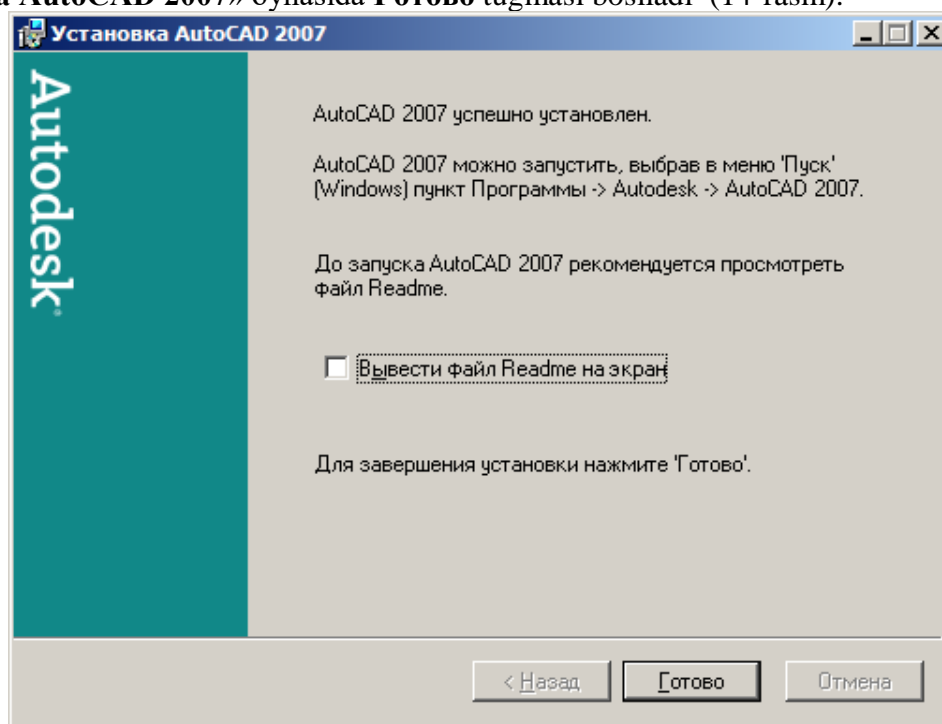 AutoCAD 2007» oynasida Готово tugmasi bosiladi (14 rasm).
Установка AutoCAD 2007
Autodesk
AutoCAD 2007 успешно установлен.
AutoCAD 2007 можно запустить, выбрав в меню 'Пуск'
(Windows) пункт Программы -> Autodesk -> AutoCAD 2007.
До запуска AutoCAD 2007 рекомендуется просмотреть
файл Readme.
Вывести файл Readme на экран
Для завершения установки нажмите 'Готово'.
< Назад
Готово
Отмена